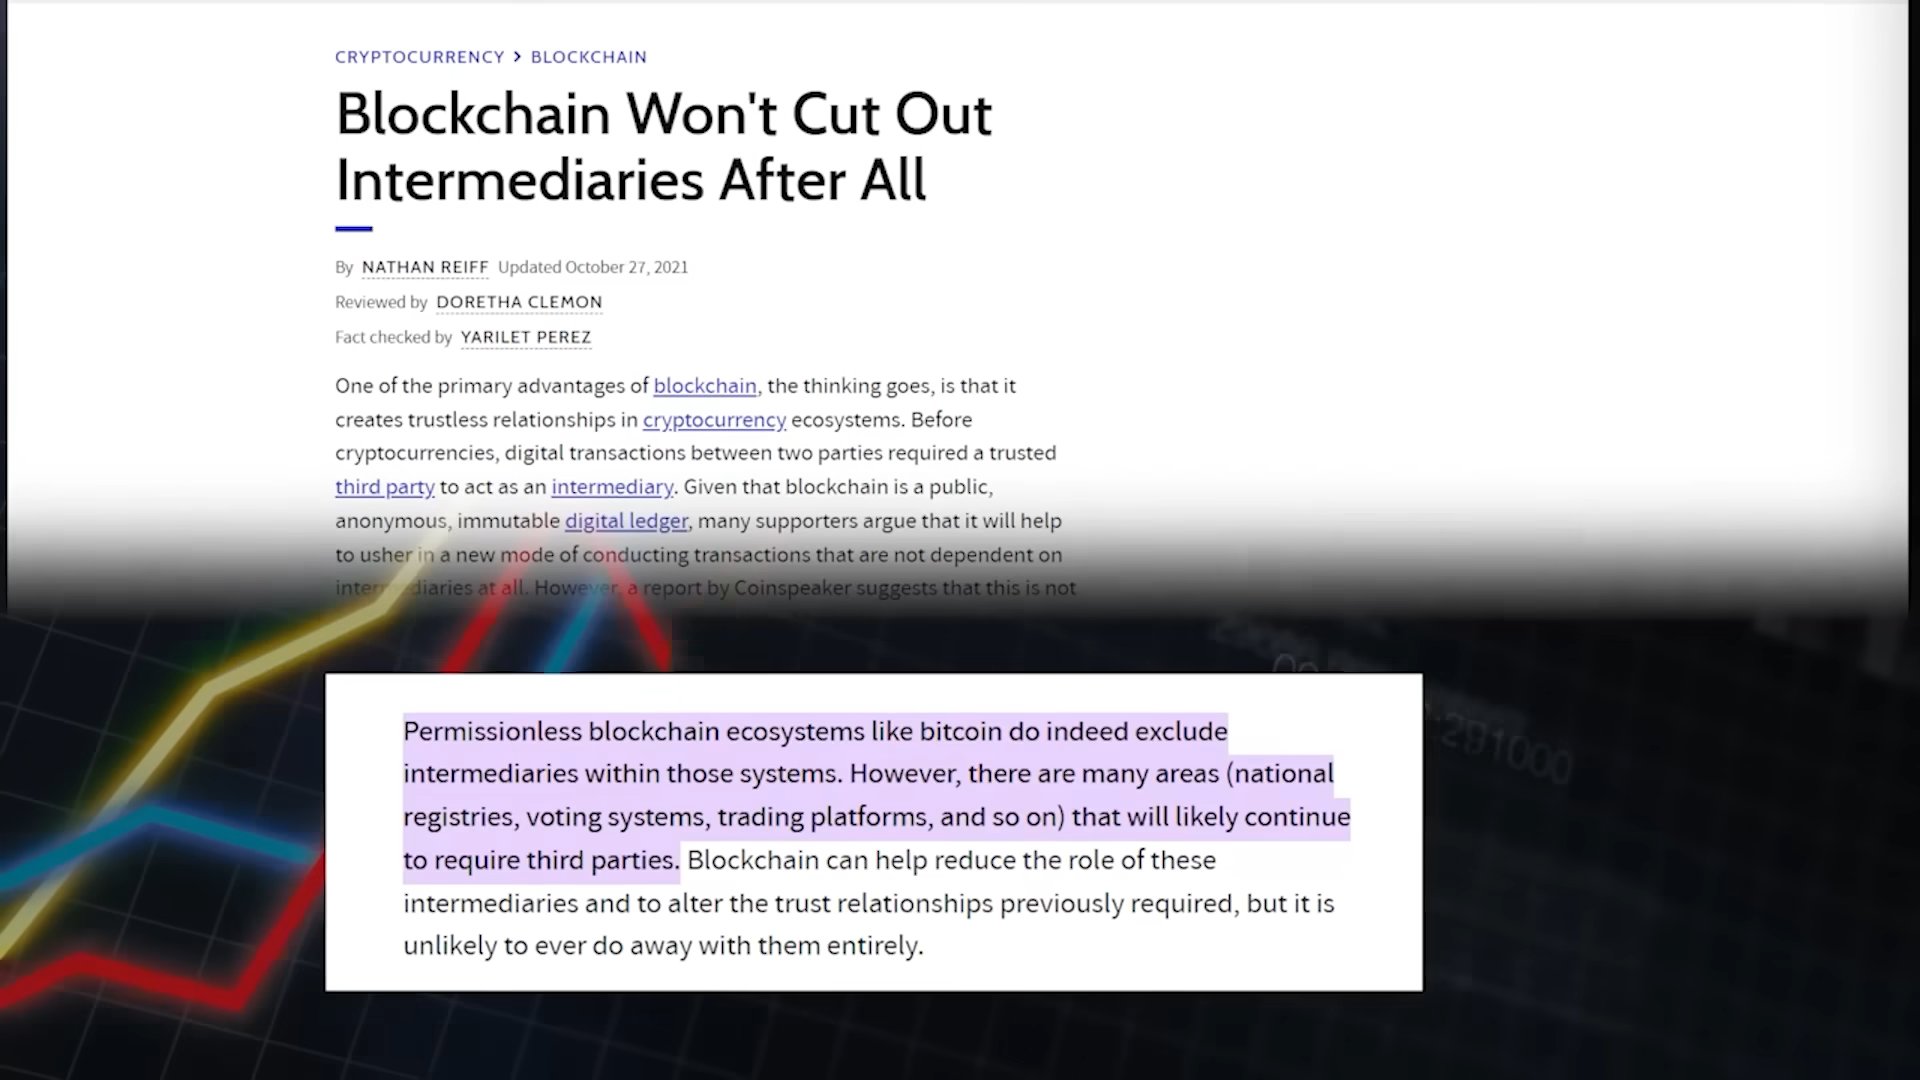 CRYPTOCURRENCY > BLOCKCHAIN
Blockchain Won't Cut Out
Intermediaries After All
By NATHAN REIFF Updated October 27, 2021
Reviewed by DORETHA CLEMON
Fact checked by YARILET PEREZ
One of the primary advantages of blockchain, the thinking goes, is that it
creates trustless relationships in cryptocurrency ecosystems. Before
cryptocurrencies, digital transactions between two parties required a trusted
third party to act as an intermediary. Given that blockchain is a public,
anonymous, immutable digital ledger, many supporters argue that it will help
to usher in a new mode of conducting transactions that are not dependent on
intermediaries at all. However, a report by Coinspeaker suggests that this is not
Permissionless blockchain ecosystems like bitcoin do indeed exclude
intermediaries within those systems. However, there are many areas (national
registries, voting systems, trading platforms, and so on) that will likely continue
to require third parties. Blockchain can help reduce the role of these
intermediaries and to alter the trust relationships previously required, but it is
unlikely to ever do away with them entirely.